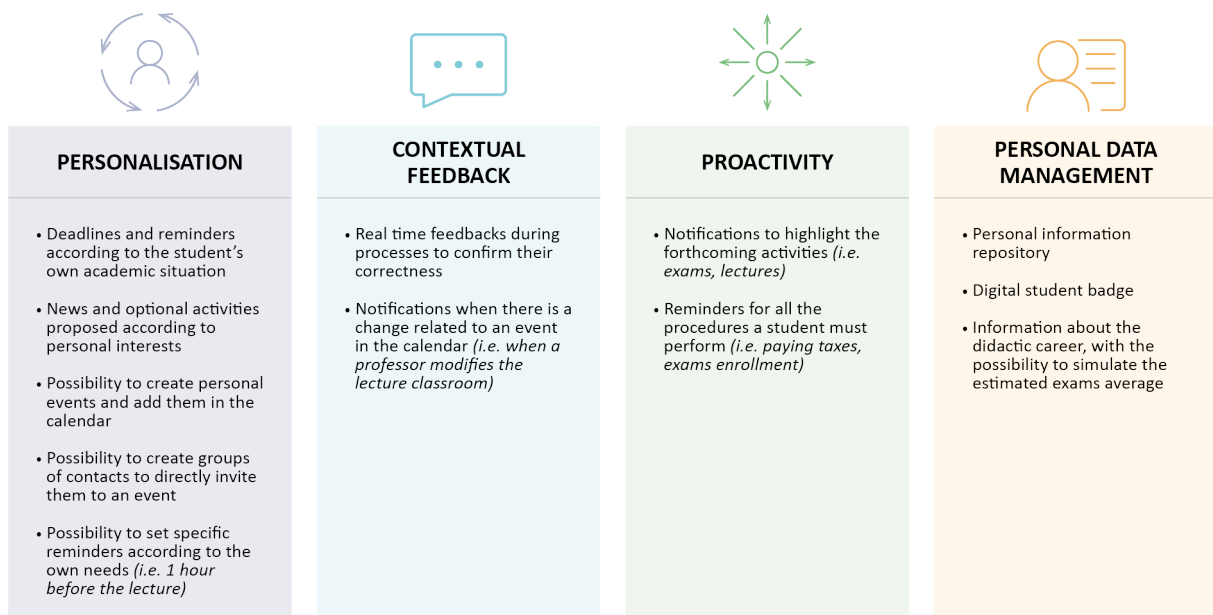 PERSONALISATION
• Deadlines and reminders
according to the student’s
own academic situation
• News and optional activities
proposed according to
personal interests
• Possibility to create personal
events and add them in the
calendar
• Possibility to create groups
of contacts to directly invite
them to an event
• Possibility to set specific
reminders according to the
own needs (i.e. 1 hour
before the lecture)
CONTEXTUAL
FEEDBACK
• Real time feedbacks during
processes to confirm their
correctness
• Notifications when there is a
change related to an event
in the calendar (i.e. when a
professor modifies the
lecture classroom)
PROACTIVITY
• Notifications to highlight the
forthcoming activities (i.e.
exams, lectures)
• Reminders for all the
procedures a student must
perform (i.e. paying taxes,
exams enrollment)
PERSONAL DATA
MANAGEMENT
• Personal information
repository
• Digital student badge
• Information about the
didactic career, with the
possibility to simulate the
estimated exams average